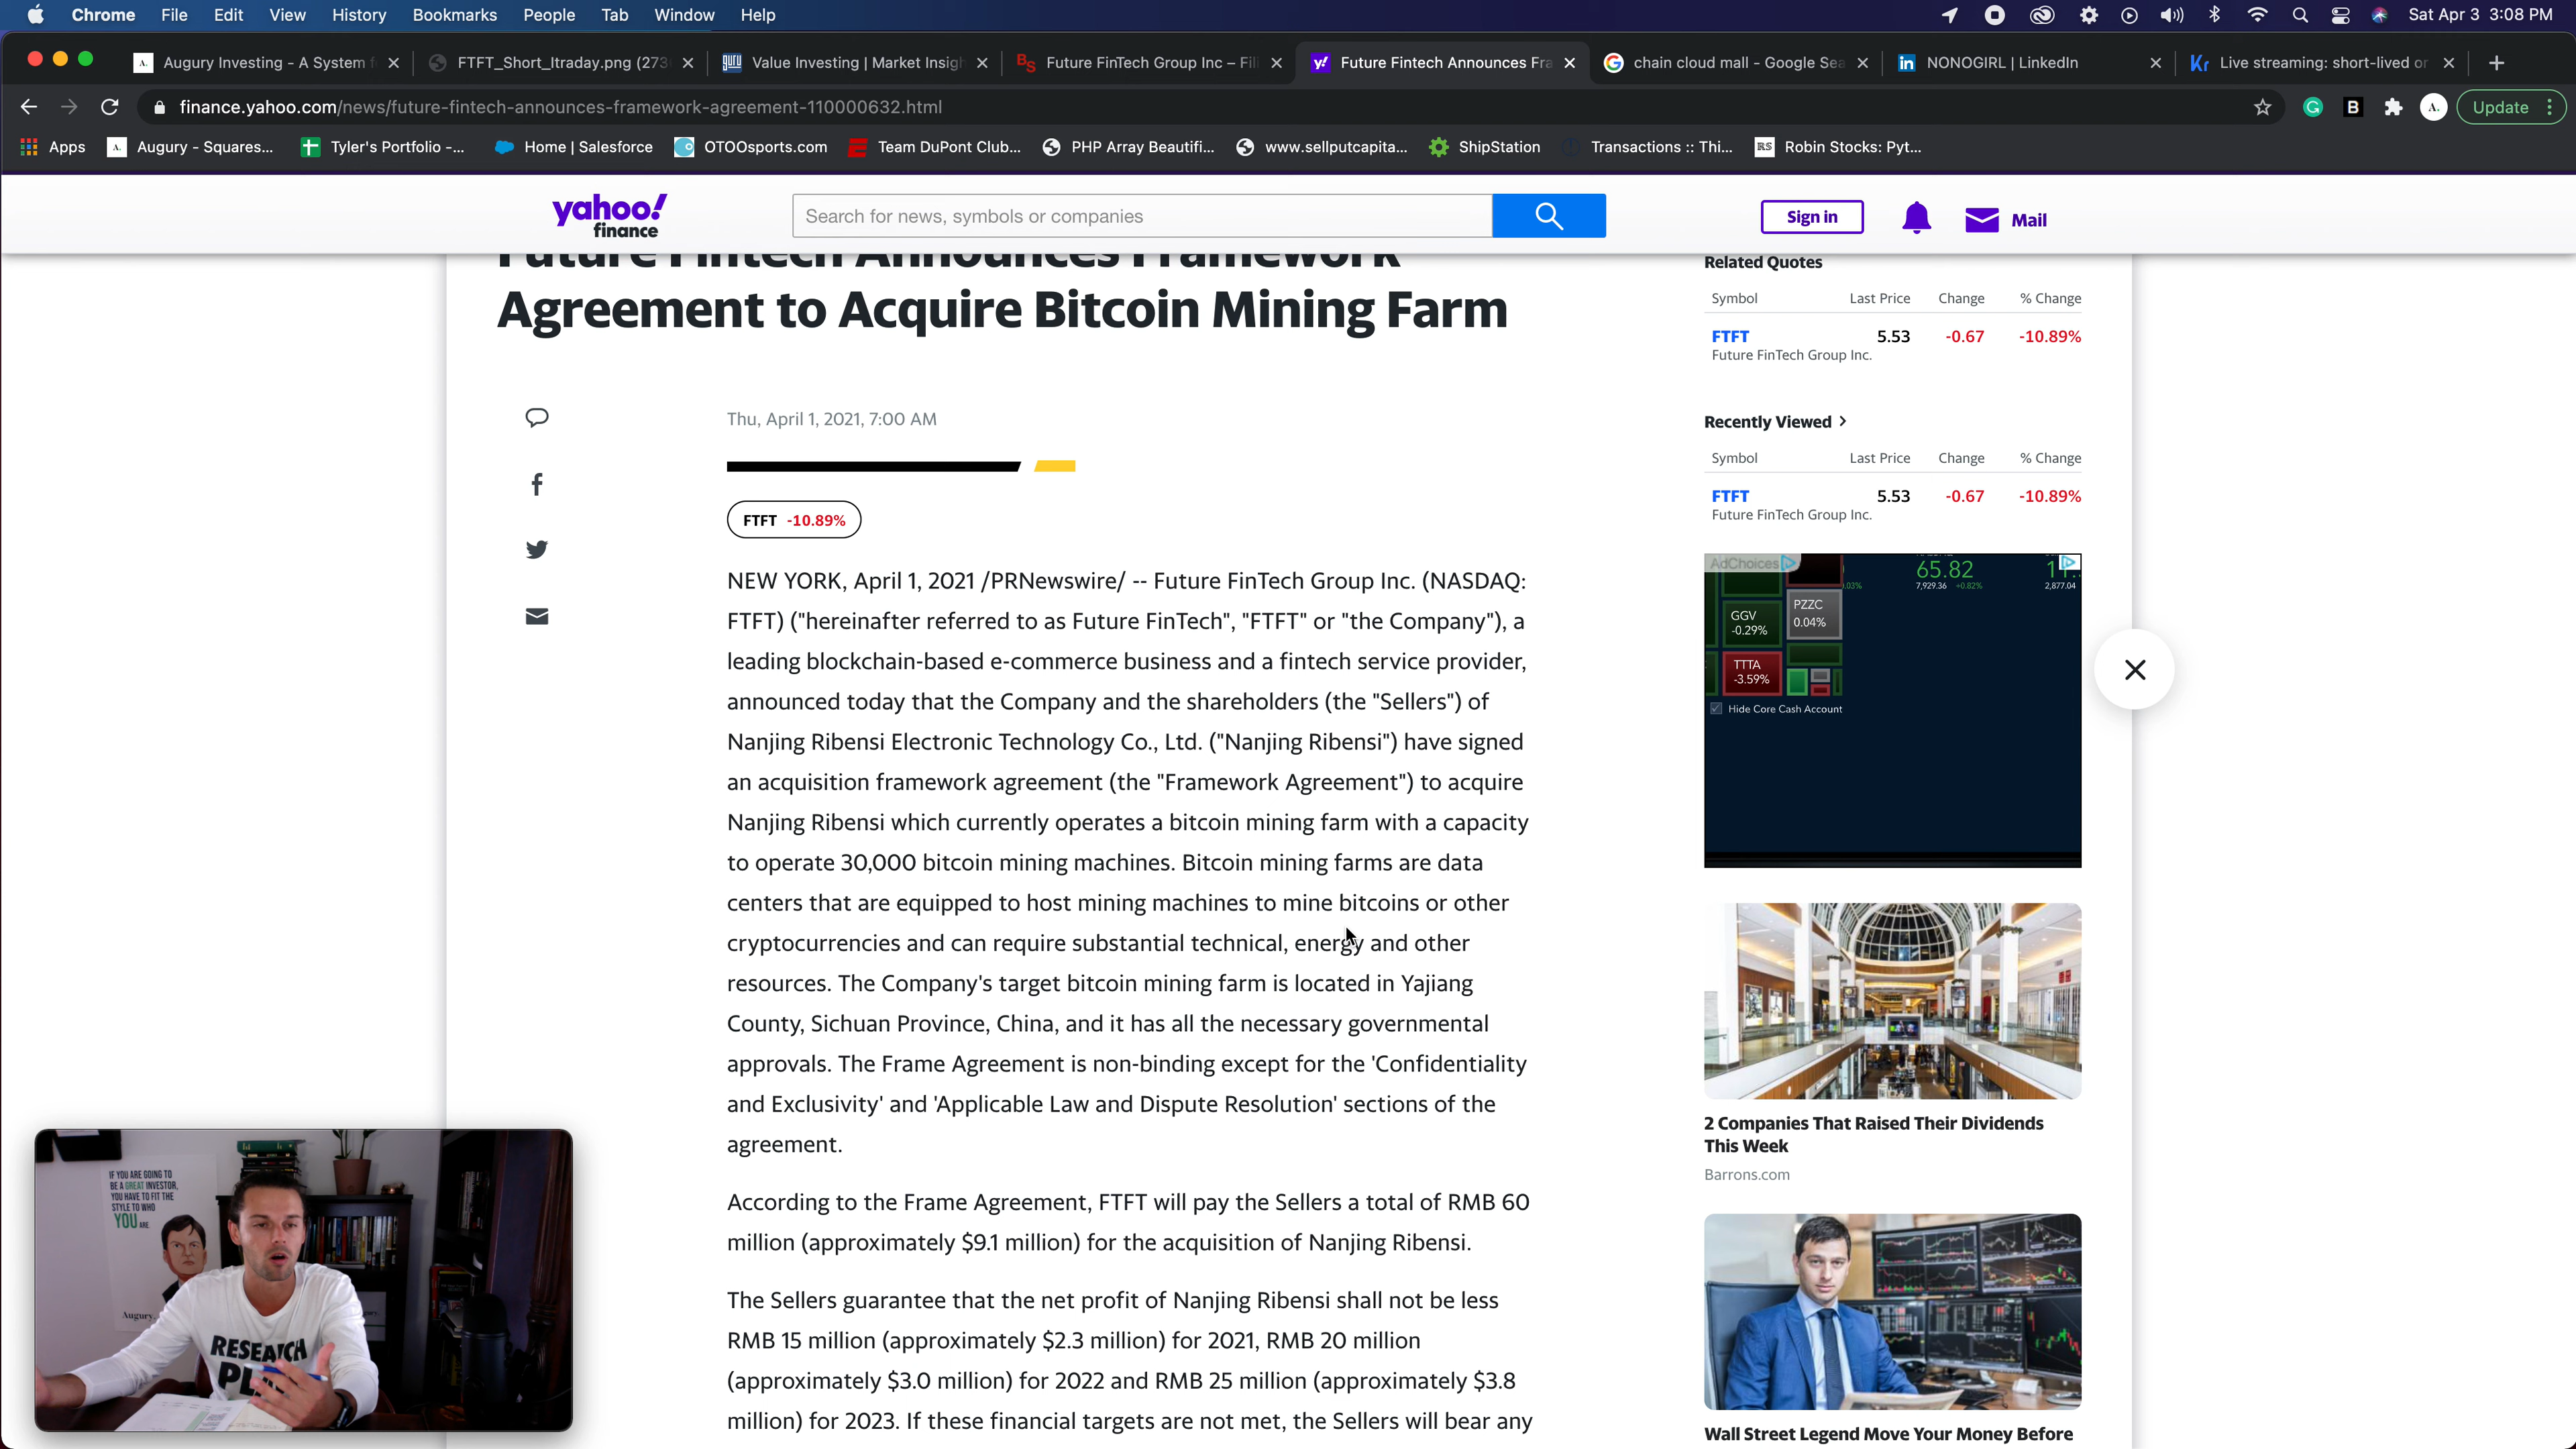 Chrome File Edit View History Bookmarks People Tab Window Help
Sat Apr 3 3:08 PM
Augury Investing - A System f
FTFT_Short_Itraday.png (273
Value Investing | Market Insigh
Future FinTech Group Inc – Fili
Future Fintech Announces Fra
chain cloud mall - Google Sea
NONOGIRL | LinkedIn
Live streaming: short-lived or
finance.yahoo.com/news/future-fintech-announces-framework-agreement-110000632.html
Update
Apps
Augury - Squares...
Tyler's Portfolio -...
Home | Salesforce
OTOOsports.com
Team DuPont Club...
PHP Array Beautifi...
www.sellputcapita...
ShipStation
Transactions :: Thi...
Robin Stocks: Pyt...
yahoo!
finance
Search for news, symbols or companies
Sign in
Mail
Future Fintech Announces Framework
Agreement to Acquire Bitcoin Mining Farm
Thu, April 1, 2021, 7:00 AM
FTFT -10.89%
NEW YORK, April 1, 2021 /PRNewswire/ -- Future FinTech Group Inc. (NASDAQ:
FTFT) ("hereinafter referred to as Future FinTech", "FTFT" or "the Company"), a
leading blockchain-based e-commerce business and a fintech service provider,
announced today that the Company and the shareholders (the "Sellers") of
Nanjing Ribensi Electronic Technology Co., Ltd. ("Nanjing Ribensi") have signed
an acquisition framework agreement (the "Framework Agreement") to acquire
Nanjing Ribensi which currently operates a bitcoin mining farm with a capacity
to operate 30,000 bitcoin mining machines. Bitcoin mining farms are data
centers that are equipped to host mining machines to mine bitcoins or other
cryptocurrencies and can require substantial technical, energy and other
resources. The Company's target bitcoin mining farm is located in Yajiang
County, Sichuan Province, China, and it has all the necessary governmental
approvals. The Frame Agreement is non-binding except for the 'Confidentiality
and Exclusivity' and 'Applicable Law and Dispute Resolution' sections of the
agreement.
According to the Frame Agreement, FTFT will pay the Sellers a total of RMB 60
million (approximately $9.1 million) for the acquisition of Nanjing Ribensi.
The Sellers guarantee that the net profit of Nanjing Ribensi shall not be less
RMB 15 million (approximately $2.3 million) for 2021, RMB 20 million
(approximately $3.0 million) for 2022 and RMB 25 million (approximately $3.8
million) for 2023. If these financial targets are not met, the Sellers will bear any
Related Quotes
Symbol Last Price Change % Change
FTFT 5.53 -0.67 -10.89%
Future FinTech Group Inc.
Recently Viewed
Symbol Last Price Change % Change
FTFT 5.53 -0.67 -10.89%
Future FinTech Group Inc.
AdChoices
65.82
7,929.36 +0.82%
2,877.04
GGV
-0.29%
PZZC
0.04%
TTTA
-3.59%
Hide Core Cash Account
2 Companies That Raised Their Dividends
This Week
Barrons.com
Wall Street Legend Move Your Money Before
IF YOU ARE GOING TO
BE A GREAT INVESTOR,
YOU HAVE TO FIT THE
STYLE TO WHO
YOU ARE.
Augury.
RESEARCH